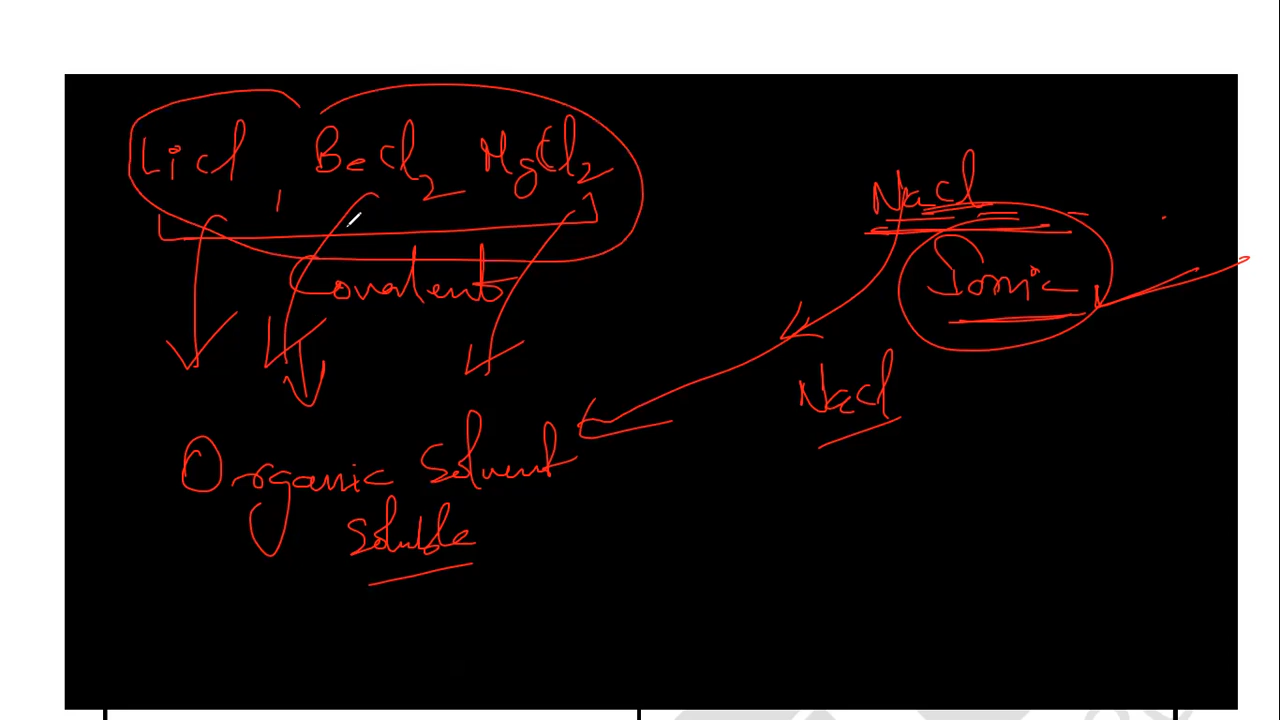 LiCl, BeCl2 MgCl2
Covalent
Organic Solvent
Soluble
NaCl
Ionic
NaCl